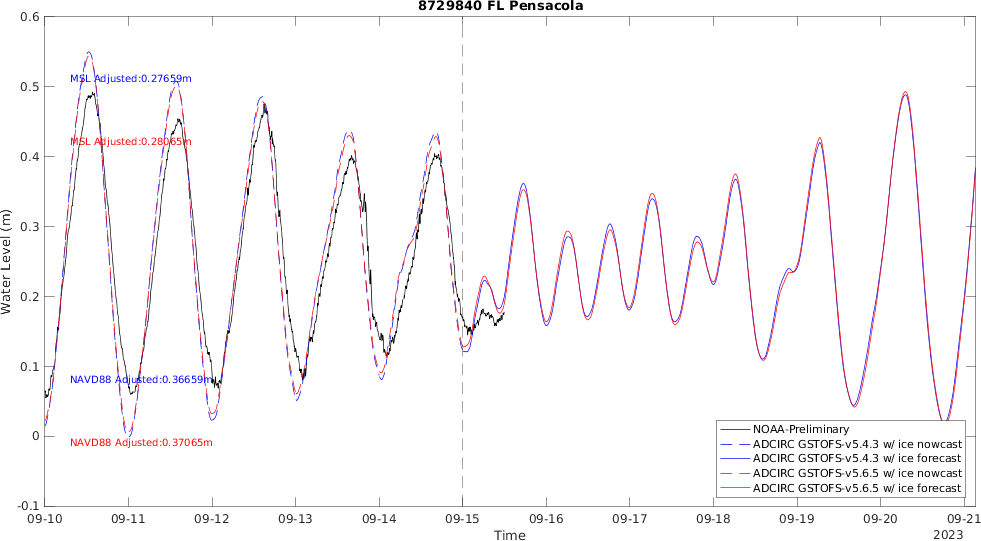 8729840 FL Pensacola
0.6
0.5
0.4
0.3
0.2
0.1
0
-0.1
Water Level (m)
MSL Adjusted:0.27659m
MSL Adjusted:0.28065m
NAVD88 Adjusted:0.36659m
NAVD88 Adjusted:0.37065m
NOAA-Preliminary
ADCIRC GSTOFS-v5.4.3 w/ ice nowcast
ADCIRC GSTOFS-v5.4.3 w/ ice forecast
ADCIRC GSTOFS-v5.6.5 w/ ice nowcast
ADCIRC GSTOFS-v5.6.5 w/ ice forecast
09-10 09-11 09-12 09-13 09-14 09-15 09-16 09-17 09-18 09-19 09-20 09-21
2023
Time